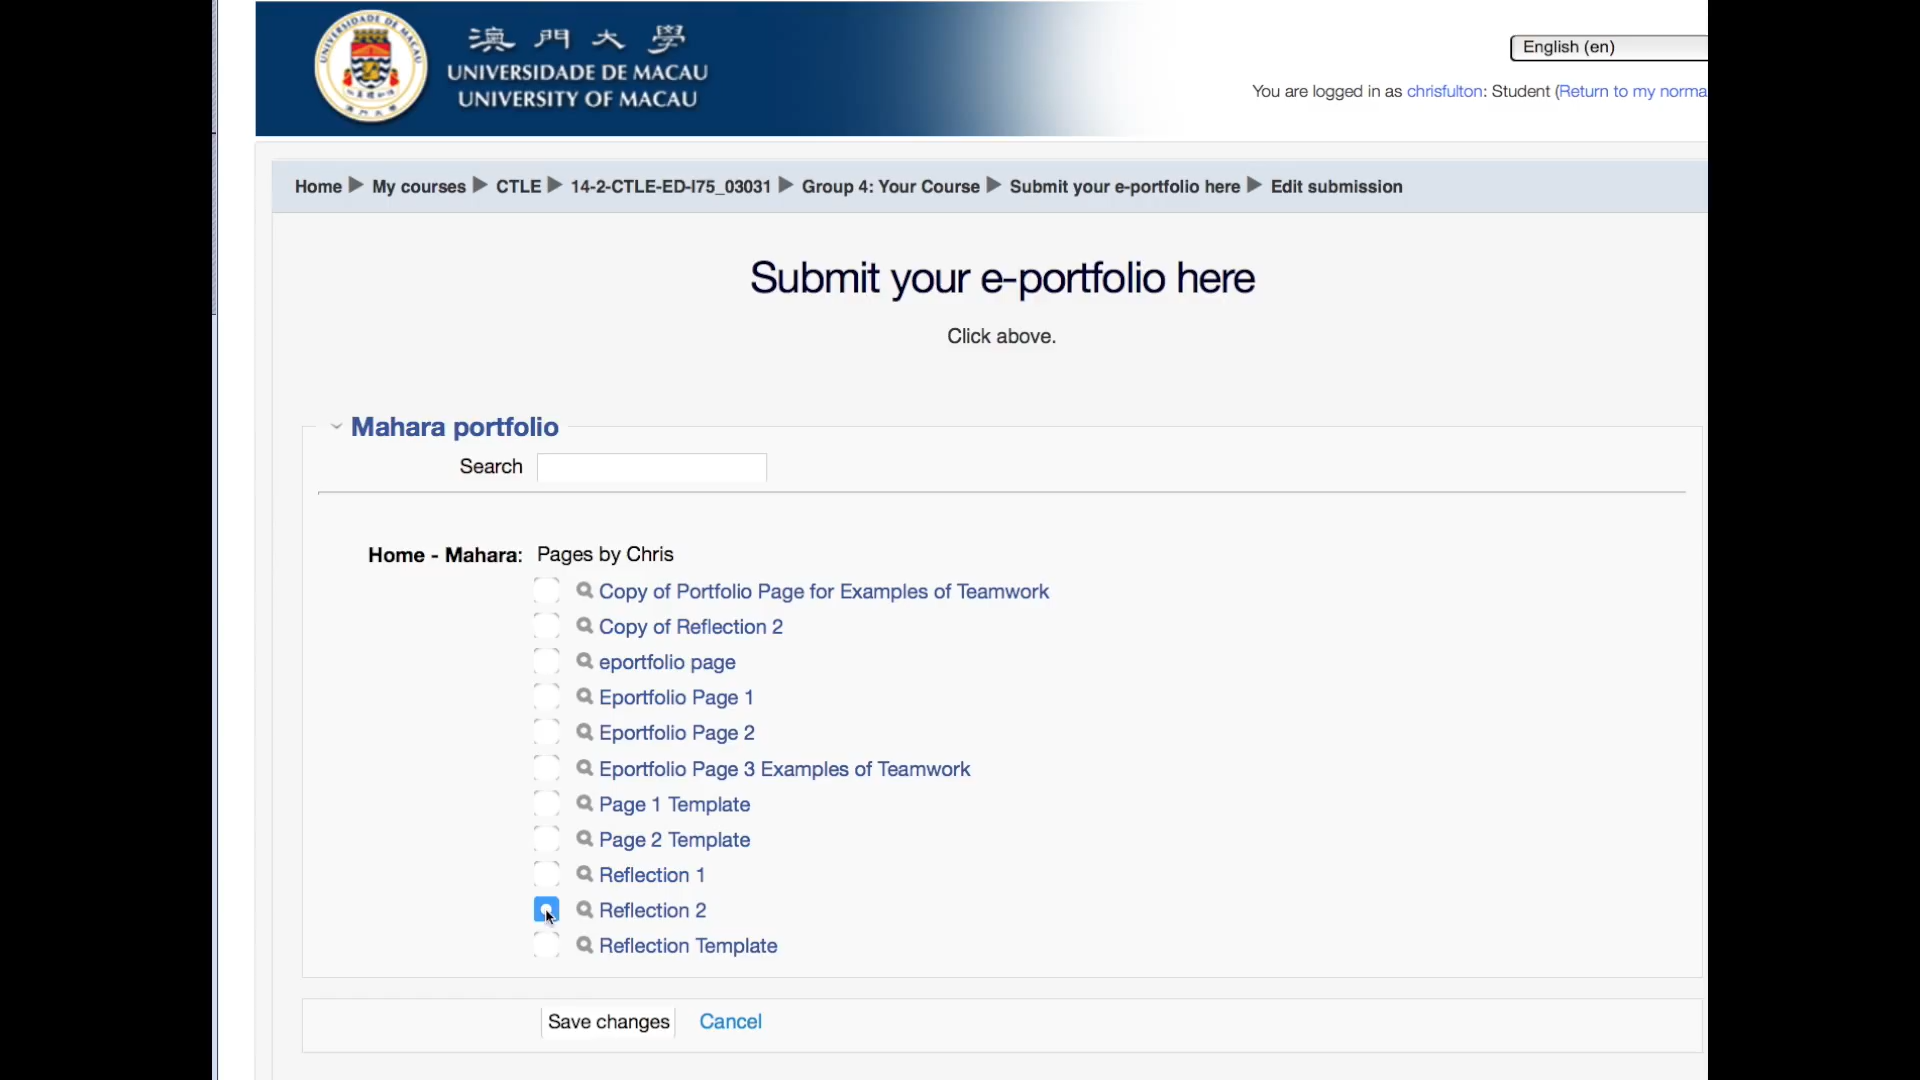 澳門大學
UNIVERSIDADE DE MACAU
UNIVERSITY OF MACAU
UNIVERSIDADE DE MACAU
English (en)
You are logged in as chrisfulton: Student (Return to my norma
Home My courses CTLE 14-2-CTLE-ED-I75_03031 Group 4: Your Course Submit your e-portfolio here Edit submission
Submit your e-portfolio here
Click above.
Mahara portfolio
Search
Home - Mahara: Pages by Chris
Copy of Portfolio Page for Examples of Teamwork
Copy of Reflection 2
eportfolio page
Eportfolio Page 1
Eportfolio Page 2
Eportfolio Page 3 Examples of Teamwork
Page 1 Template
Page 2 Template
Reflection 1
Reflection 2
Reflection Template
Save changes Cancel